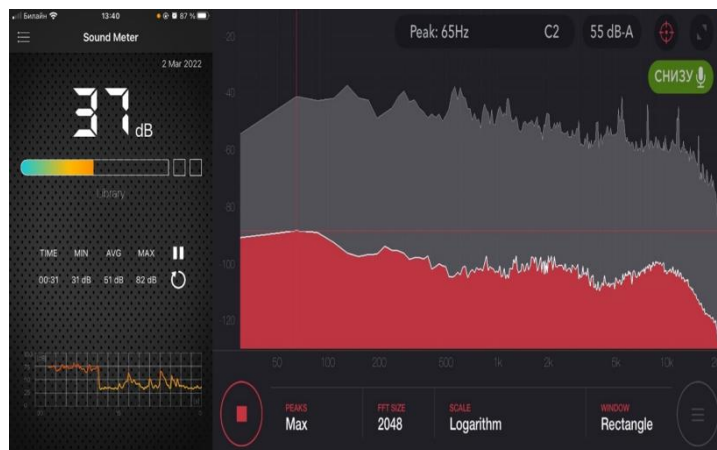 Билайн 13:40 87 %
Sound Meter
2 Mar 2022
37 dB
Library
TIME MIN AVG MAX
00:31 31 dB 51 dB 82 dB
Peak: 65Hz C2 55 dB-A
СНИЗУ
-20
-40
-60
-80
-100
-120
50 100 200 500 1k 2k 5k 10k
PEAKS FFT SIZE SCALE WINDOW
Max 2048 Logarithm Rectangle